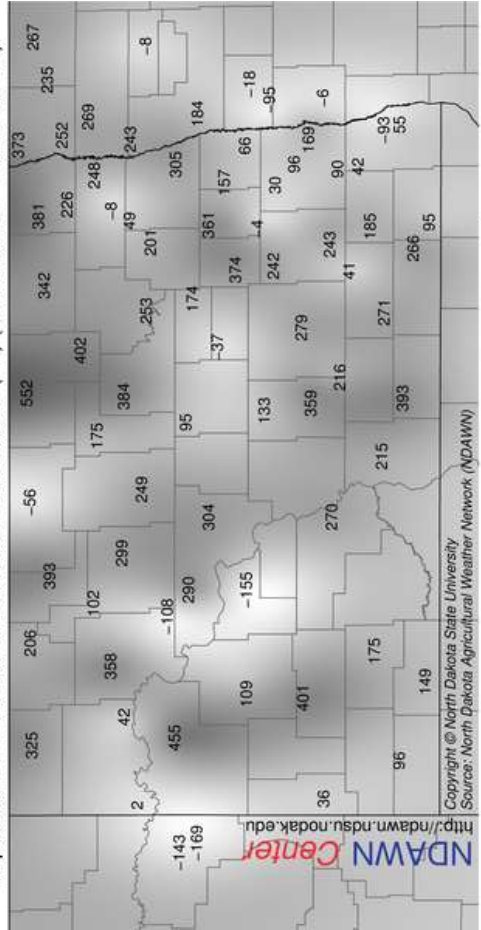 325 206 393 −56 552 342 381 373 267
226 252 235
102 175 402 248 269
42 358 299 249 384 −8 49 243 −8
2 253 201
−143 455 −108 290 95 174 305 184
−169 304 −37 361 157
109 −155 374 66 −18
133 242 −4 30 −95
401 279 96 169
36 270 359 243 −6
216 41 90 42
175 215 271 185 −93
96 393 266 55
149 95
NDAWN Center
http://ndawn.ndsu.nodak.edu
Copyright © North Dakota State University
Source: North Dakota Agricultural Weather Network (NDAWN)